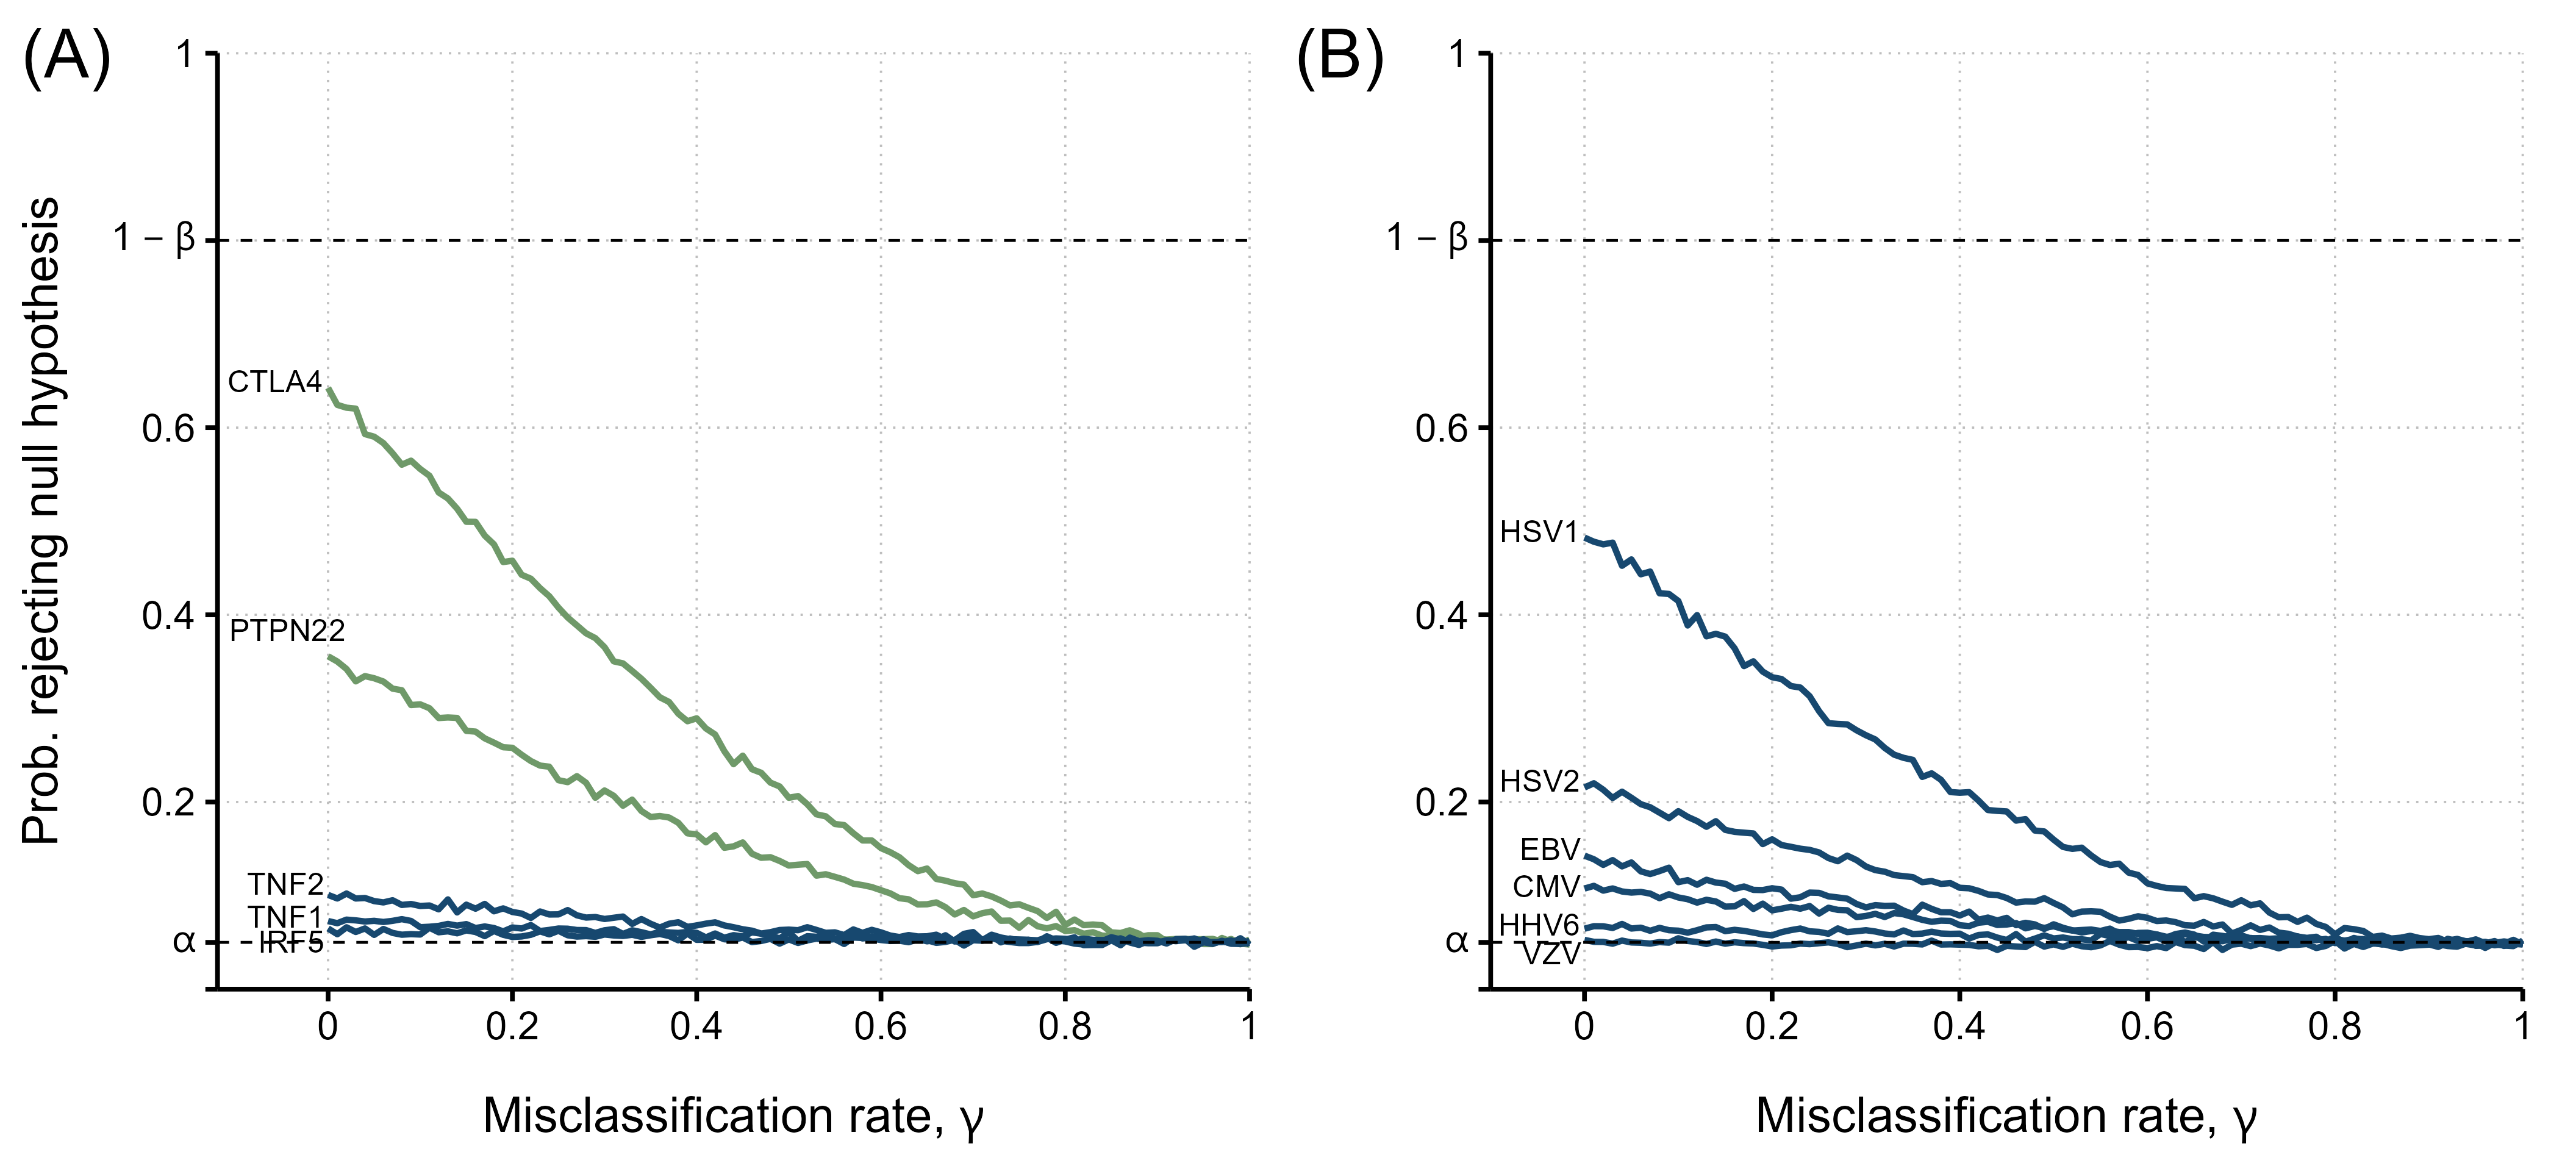 (A)
Prob. rejecting null hypothesis
1
1 – β
0.6
0.4
0.2
α
CTLA4
PTPN22
TNF2
TNF1
IRF5
0 0.2 0.4 0.6 0.8 1
Misclassification rate, γ
(B)
1
1 – β
0.6
0.4
0.2
α
HSV1
HSV2
EBV
CMV
HHV6
VZV
0 0.2 0.4 0.6 0.8 1
Misclassification rate, γ